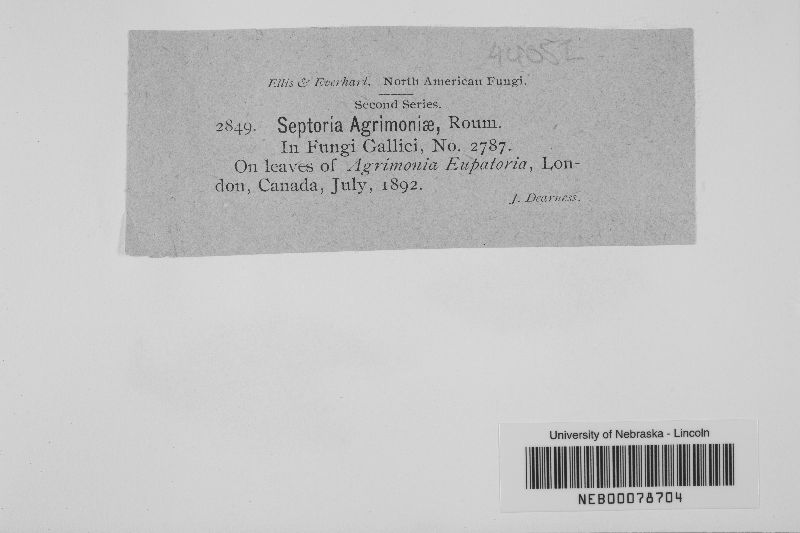 Ellis & Everhart, North American Fungi.
Second Series.
2849. Septoria Agrimoniæ, Roum.
In Fungi Gallici, No. 2787.
On leaves of Agrimonia Eupatoria, Lon-
don, Canada, July, 1892.
J. Dearness.
University of Nebraska - Lincoln
NEB00078704